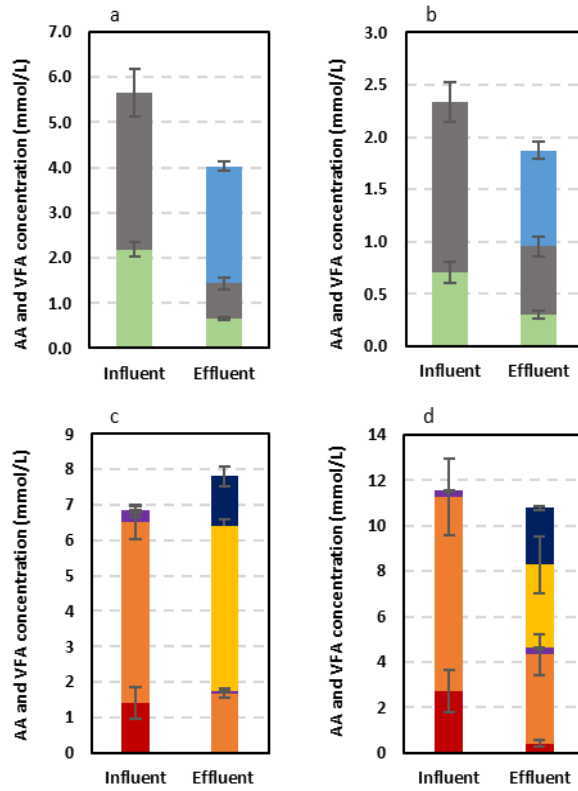 a
AA and VFA concentration (mmol/L)
7.0
6.0
5.0
4.0
3.0
2.0
1.0
0.0
Influent Effluent
b
AA and VFA concentration (mmol/L)
3.0
2.5
2.0
1.5
1.0
0.5
0.0
Influent Effluent
c
AA and VFA concentration (mmol/L)
9
8
7
6
5
4
3
2
1
0
Influent Effluent
d
AA and VFA concentration (mmol/L)
14
12
10
8
6
4
2
0
Influent Effluent